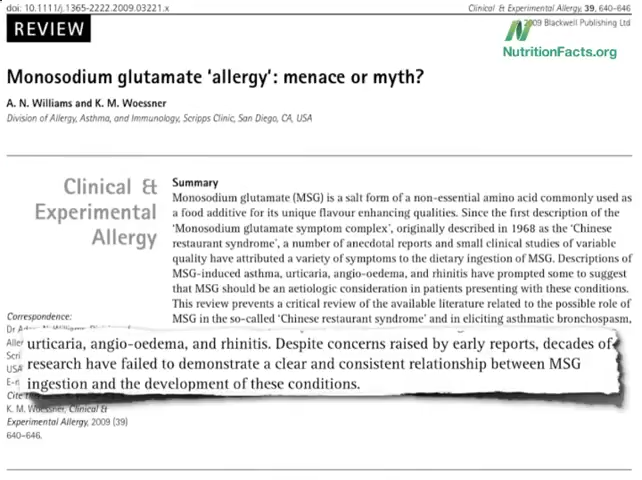 doi: 10.1111/j.1365-2222.2009.03221.x
Clinical & Experimental Allergy, 39, 640–646
REVIEW
2009 Blackwell Publishing Ltd
NutritionFacts.org
Monosodium glutamate ‘allergy’: menace or myth?
A. N. Williams and K. M. Woessner
Division of Allergy, Asthma, and Immunology, Scripps Clinic, San Diego, CA, USA
Clinical &
Experimental
Allergy
Summary
Monosodium glutamate (MSG) is a salt form of a non-essential amino acid commonly used as
a food additive for its unique flavour enhancing qualities. Since the first description of the
‘Monosodium glutamate symptom complex’, originally described in 1968 as the ‘Chinese
restaurant syndrome’, a number of anecdotal reports and small clinical studies of variable
quality have attributed a variety of symptoms to the dietary ingestion of MSG. Descriptions of
MSG-induced asthma, urticaria, angio-oedema, and rhinitis have prompted some to suggest
that MSG should be an aetiologic consideration in patients presenting with these conditions.
This review prevents a critical review of the available literature related to the possible role of
MSG in the so-called ‘Chinese restaurant syndrome’ and in eliciting asthmatic bronchospasm,
urticaria, angio-oedema, and rhinitis. Despite concerns raised by early reports, decades of
research have failed to demonstrate a clear and consistent relationship between MSG
ingestion and the development of these conditions.
Correspondence:
Dr
Aller
Scri
USA
E-
Cite
K. M. Woessner, Clinical &
Experimental Allergy, 2009 (39)
640–646.